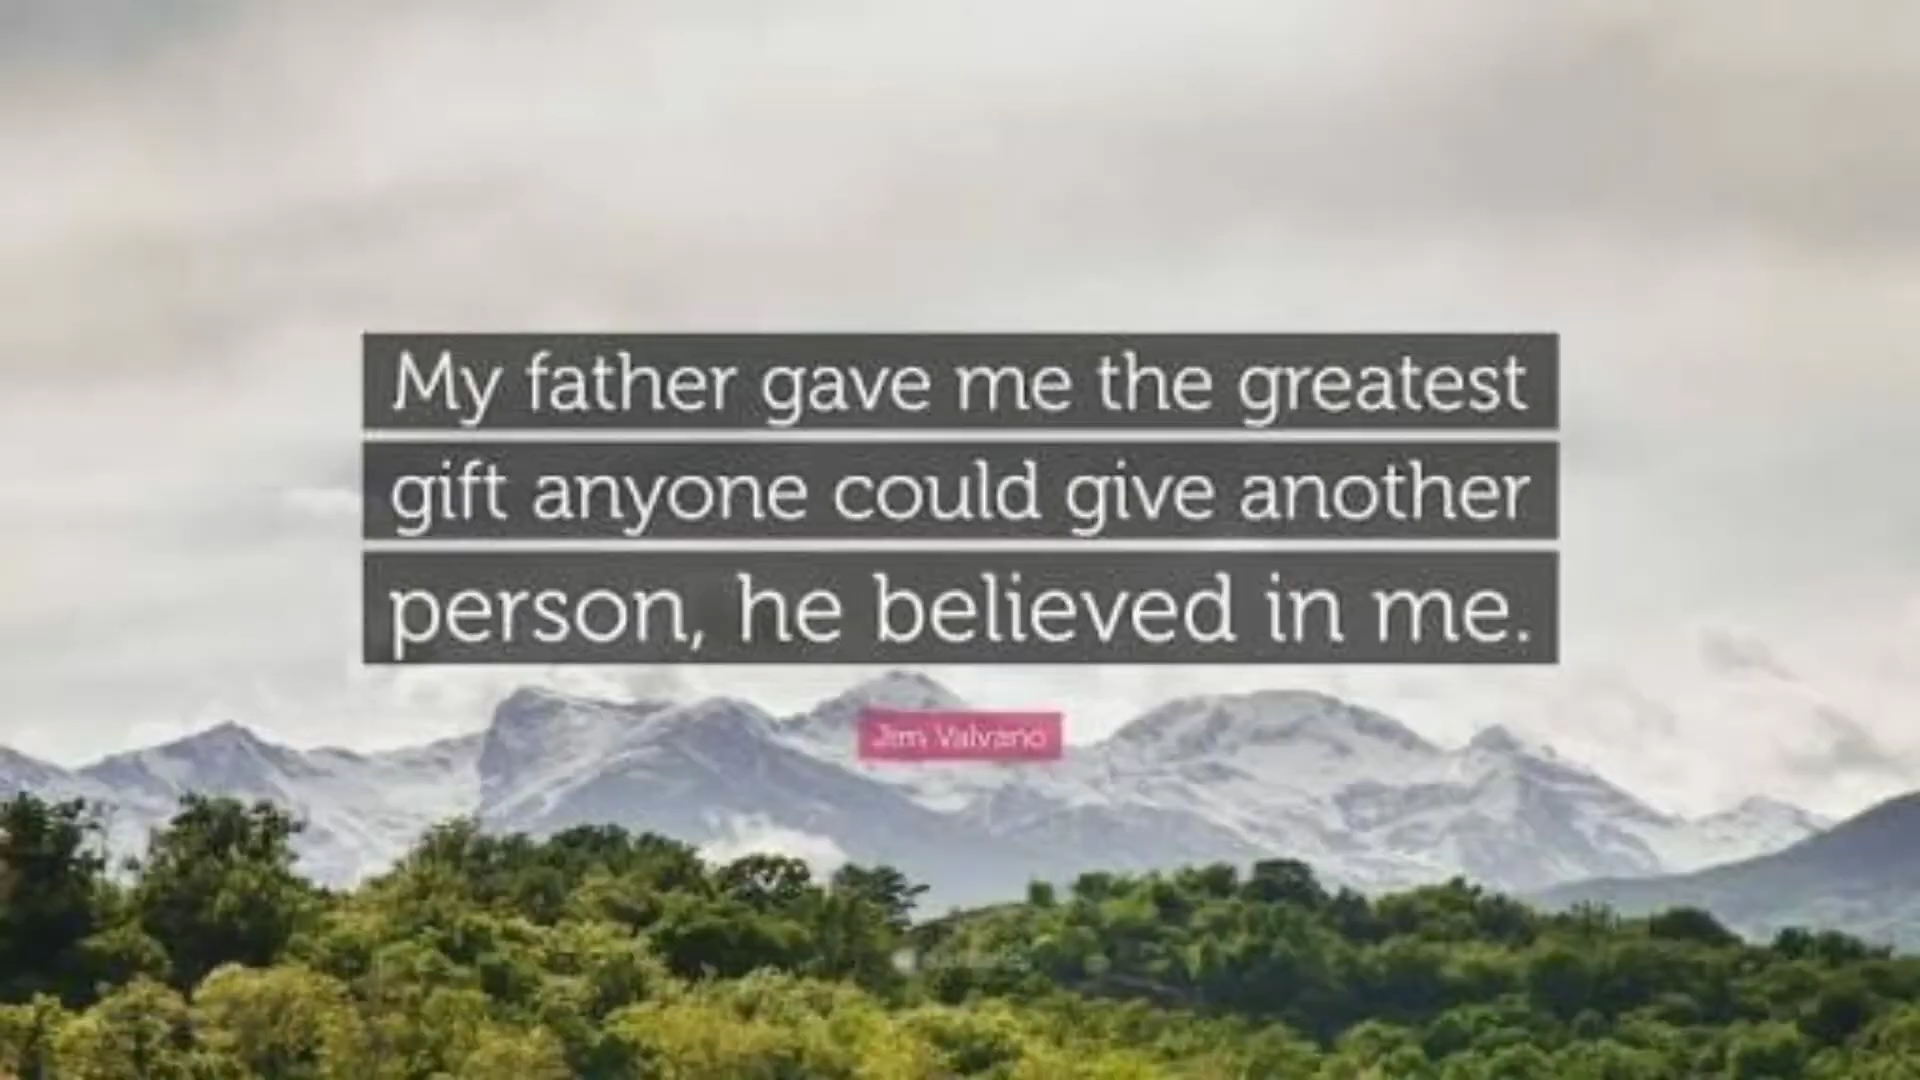 My father gave me the greatest
gift anyone could give another
person, he believed in me.
Jim Valvano